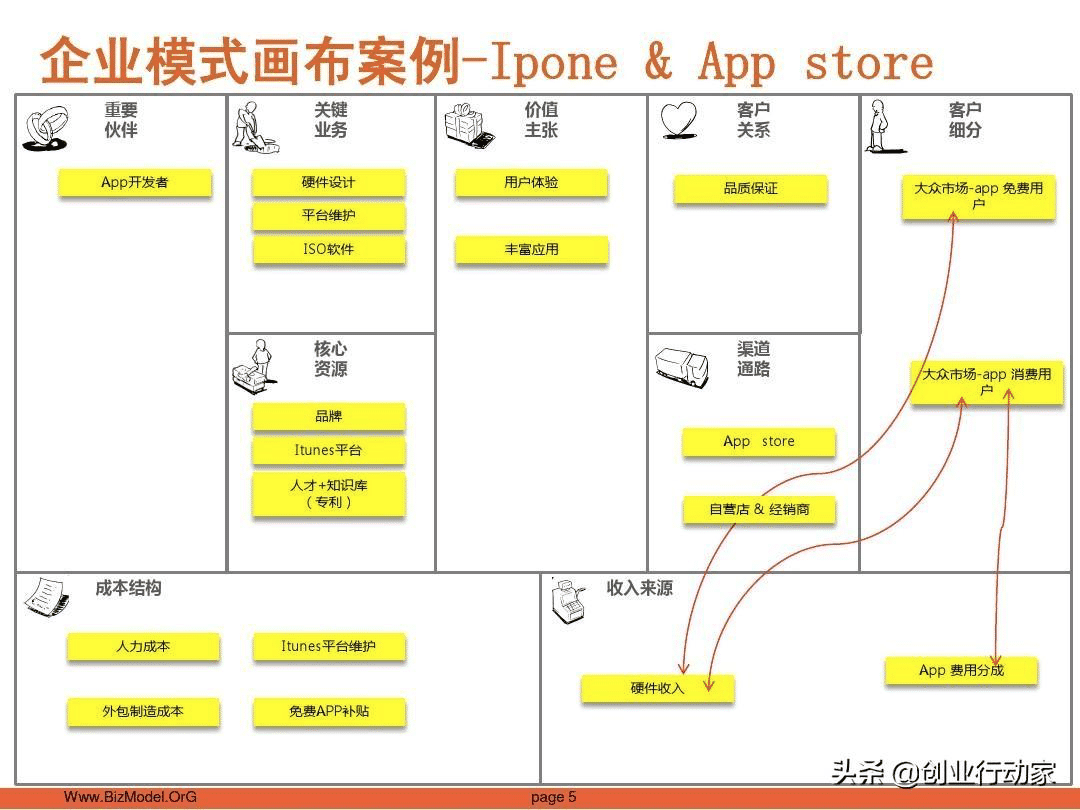 企业模式画布案例-Ipone & App store
重要
伙伴
App开发者
关键
业务
硬件设计
平台维护
ISO软件
核心
资源
品牌
Itunes平台
人才+知识库
（专利）
价值
主张
用户体验
丰富应用
客户
关系
品质保证
渠道
通路
App store
自营店 & 经销商
客户
细分
大众市场-app 免费用
户
大众市场-app 消费用
户
成本结构
人力成本
Itunes平台维护
外包制造成本
免费APP补贴
收入来源
硬件收入
App 费用分成
头条 @创业行动家
Www.BizModel.OrG
page 5